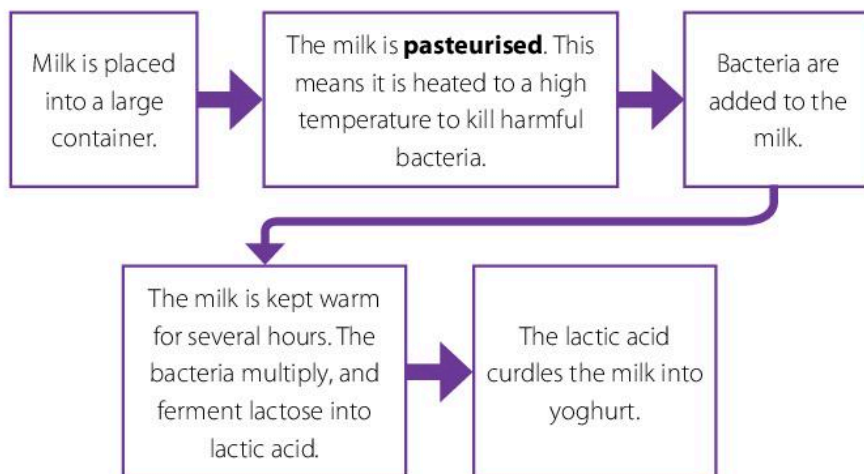 Milk is placed
into a large
container.
The milk is pasteurised. This
means it is heated to a high
temperature to kill harmful
bacteria.
Bacteria are
added to the
milk.
The milk is kept warm
for several hours. The
bacteria multiply, and
ferment lactose into
lactic acid.
The lactic acid
curdles the milk into
yoghurt.